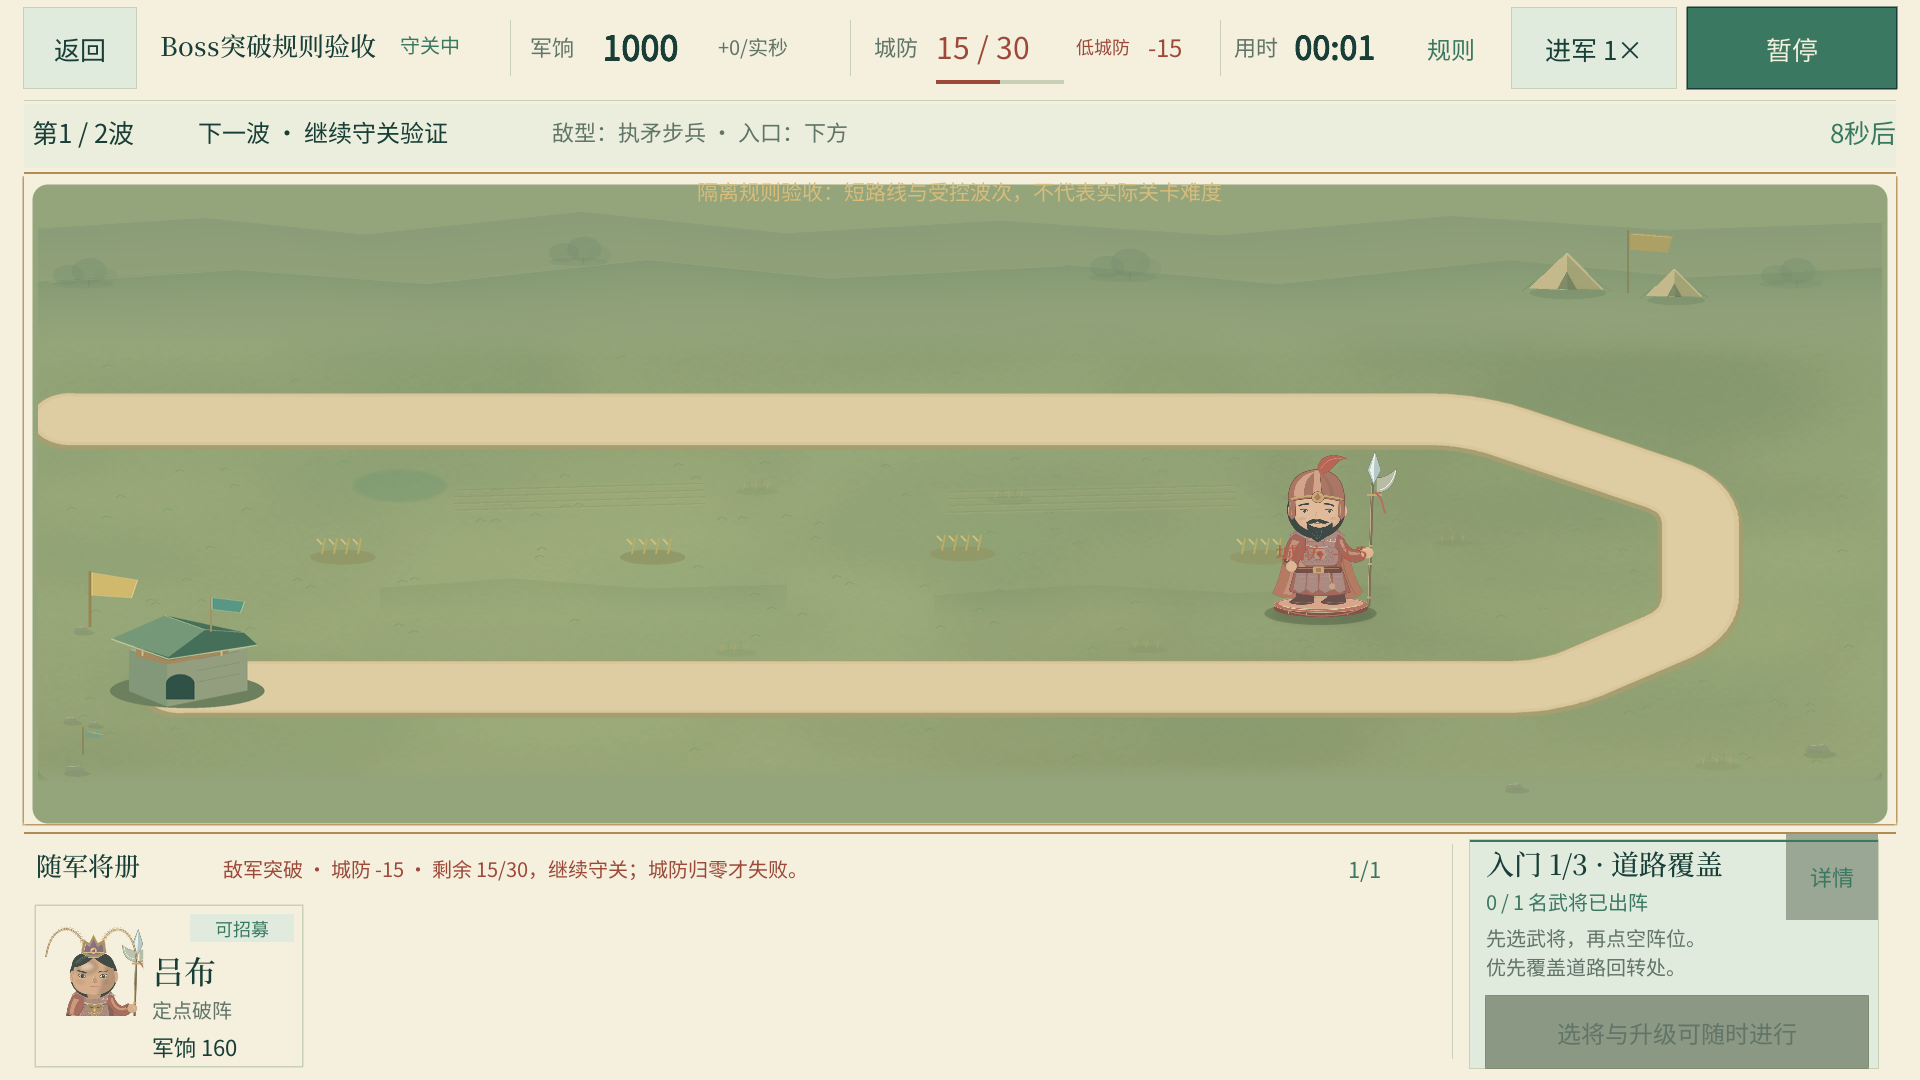 返回
Boss突破规则验收
守关中
军饷 1000 +0/实秒
城防 15 / 30 低城防 -15
用时 00:01
规则
进军 1×
暂停
第1 / 2波
下一波 · 继续守关验证
敌型：执矛步兵 · 入口：下方
8秒后
隔离规则验收：短路线与受控波次，不代表实际关卡难度
随军将册
敌军突破 · 城防 -15 · 剩余 15/30，继续守关；城防归零才失败。
1/1
可招募
吕布
定点破阵
军饷 160
入门 1/3 · 道路覆盖
详情
0 / 1 名武将已出阵
先选武将，再点空阵位。
优先覆盖道路回转处。
选将与升级可随时进行